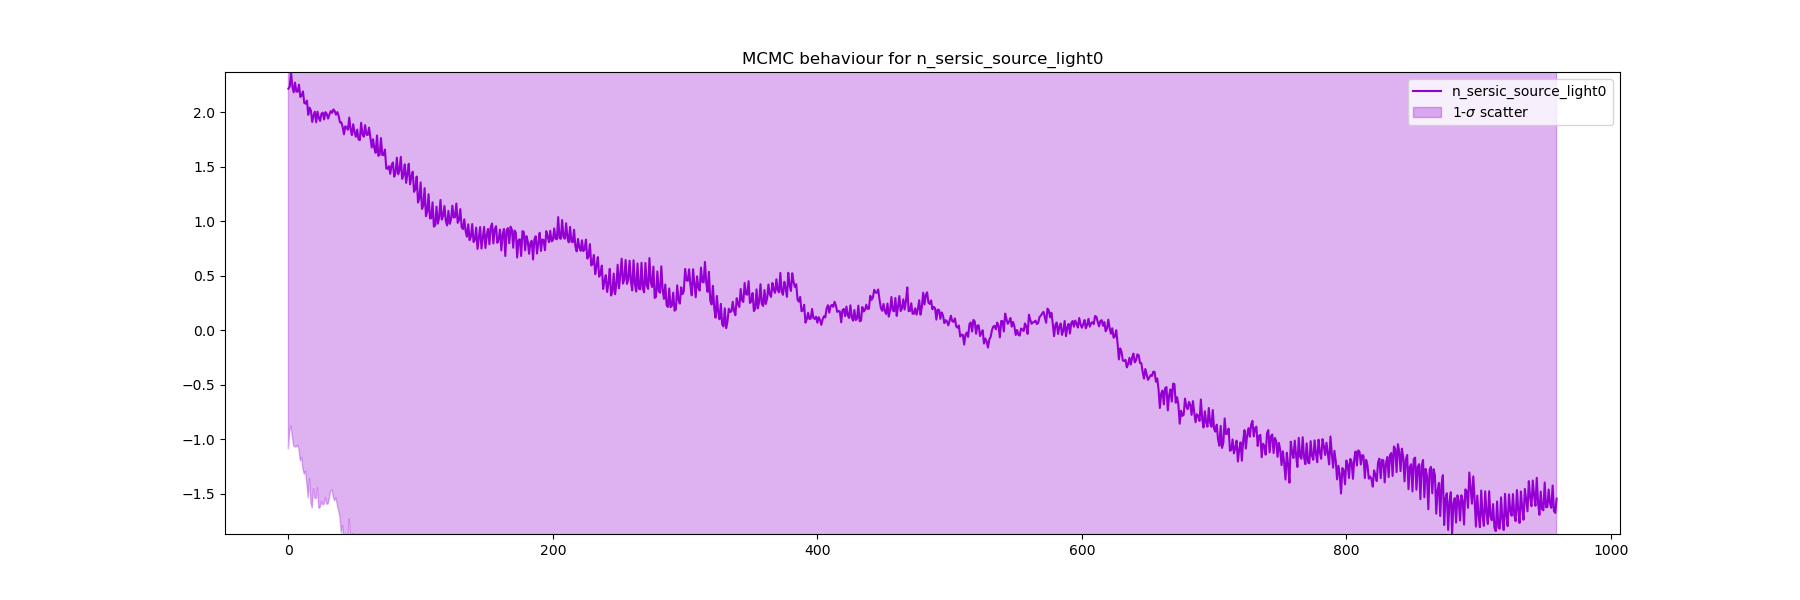 MCMC behaviour for n_sersic_source_light0
n_sersic_source_light0
1-σ scatter
2.0
1.5
1.0
0.5
0.0
−0.5
−1.0
−1.5
0 200 400 600 800 1000